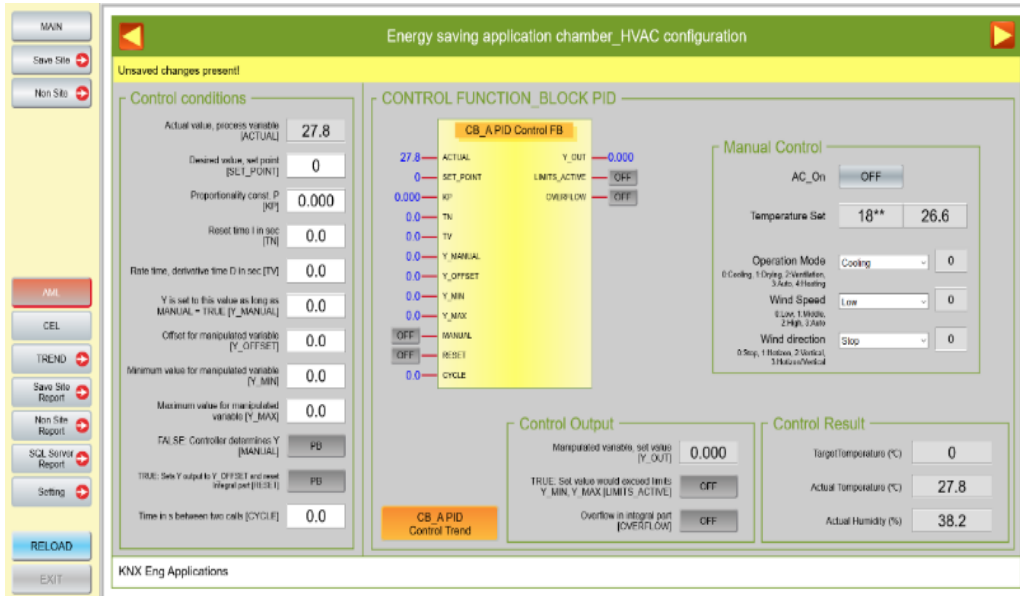 MAIN
Save Site
Non Site
AML
CEL
TREND
Save Site
Report
Non Site
Report
SQL Server
Report
Setting
RELOAD
EXIT
Energy saving application chamber_HVAC configuration
Unsaved changes present!
Control conditions
Actual value, process variable
[ACTUAL]
27.8
Desired value, set point
[SET_POINT]
0
Proportionality const. P
[KP]
0.000
Reset time I in sec
[TN]
0.0
Rate time, derivative time D in sec [TV]
0.0
Y is set to this value as long as
MANUAL = TRUE [Y_MANUAL]
0.0
Offset for manipulated variable
[Y_OFFSET]
0.0
Minimum value for manipulated variable
[Y_MIN]
0.0
Maximum value for manipulated
variable [Y_MAX]
0.0
FALSE: Controller determines Y
[MANUAL]
PB
TRUE: Sets Y output to Y_OFFSET and reset
integral part [RESET]
PB
Time in s between two calls [CYCLE]
0.0
CONTROL FUNCTION_BLOCK PID
CB_A PID Control FB
27.8 ACTUAL Y_OUT 0.000
0 SET_POINT LIMITS_ACTIVE OFF
0.000 KP OVERFLOW OFF
0.0 TN
0.0 TV
0.0 Y_MANUAL
0.0 Y_OFFSET
0.0 Y_MIN
0.0 Y_MAX
OFF MANUAL
OFF RESET
0.0 CYCLE
Manual Control
AC_On OFF
Temperature Set 18** 26.6
Operation Mode Cooling 0
0:Cooling, 1:Drying, 2:Ventilation,
3:Auto, 4:Heating
Wind Speed Low 0
0:Low, 1:Middle,
2:High, 3:Auto
Wind direction Stop 0
0:Stop, 1:Horizon, 2:Vertical,
3:Horizon/Vertical
CB_A PID
Control Trend
Control Output
Manipulated variable, set value
[Y_OUT]
0.000
TRUE: Set value would exceed limits
Y_MIN, Y_MAX [LIMITS_ACTIVE]
OFF
Overflow in integral part
[OVERFLOW]
OFF
Control Result
TargetTemperature (℃) 0
Actual Temperature (℃) 27.8
Actual Humidity (%) 38.2
KNX Eng Applications